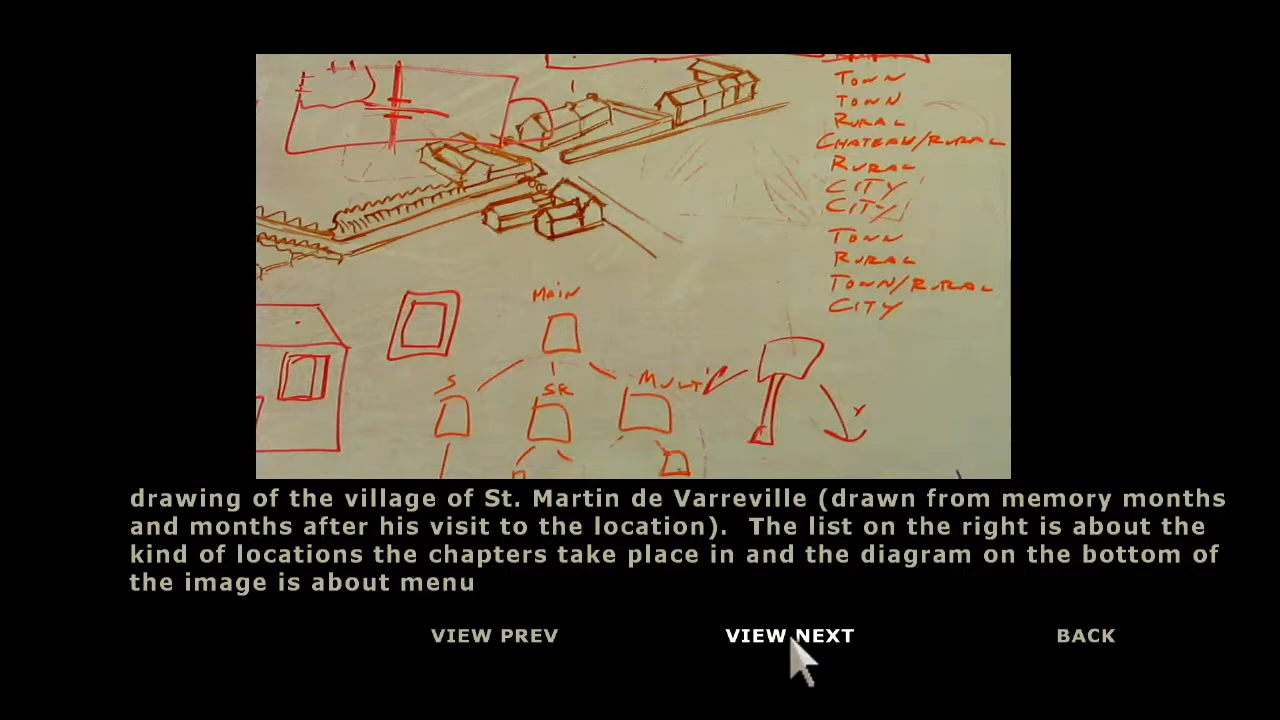 TOWN
TOWN
RURAL
CHATEAU/RURAL
RURAL
CITY
CITY
TOWN
RURAL
TOWN/RURAL
CITY
MAIN
S
SK
MULTI
drawing of the village of St. Martin de Varreville (drawn from memory months
and months after his visit to the location). The list on the right is about the
kind of locations the chapters take place in and the diagram on the bottom of
the image is about menu
VIEW PREV
VIEW NEXT
BACK